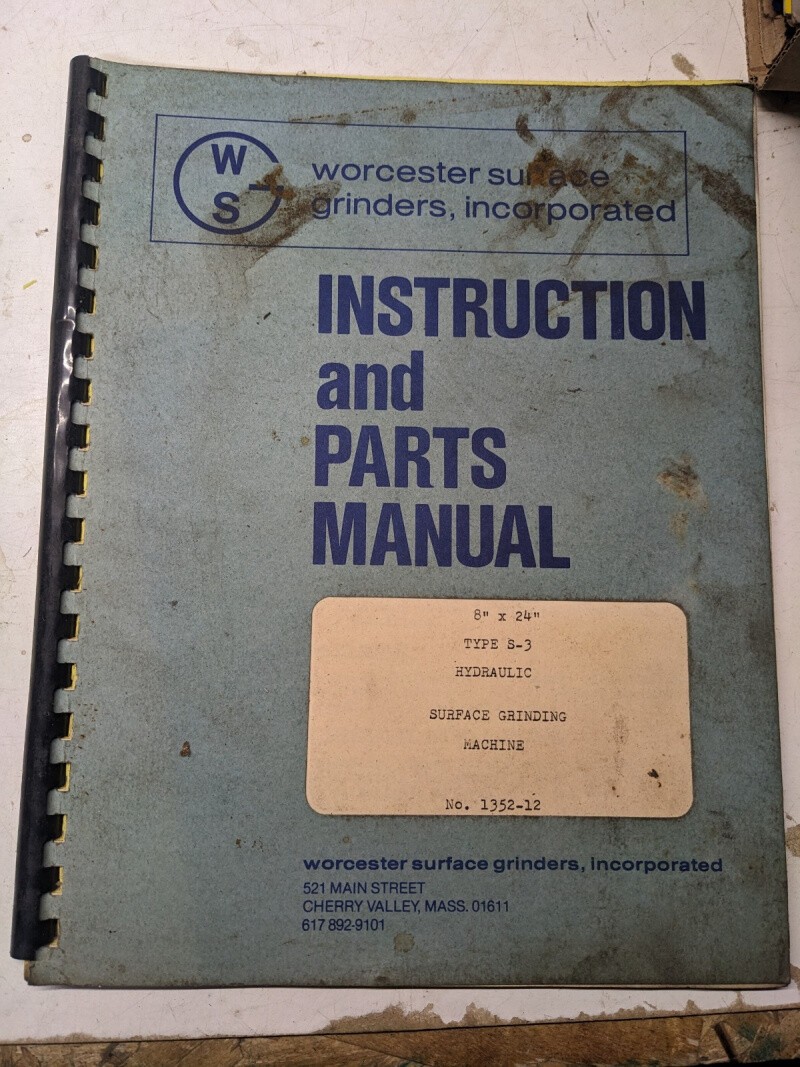 WS
worcester surface
grinders, incorporated
INSTRUCTION
and
PARTS
MANUAL
8" x 24"
TYPE S-3
HYDRAULIC
SURFACE GRINDING
MACHINE
No. 1352-12
worcester surface grinders, incorporated
521 MAIN STREET
CHERRY VALLEY, MASS. 01611
617 892-9101